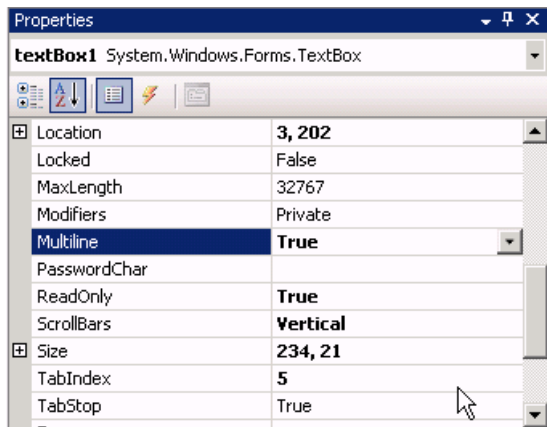 Properties
textBox1 System.Windows.Forms.TextBox
Location 3, 202
Locked False
MaxLength 32767
Modifiers Private
Multiline True
PasswordChar
ReadOnly True
ScrollBars Vertical
Size 234, 21
TabIndex 5
TabStop True